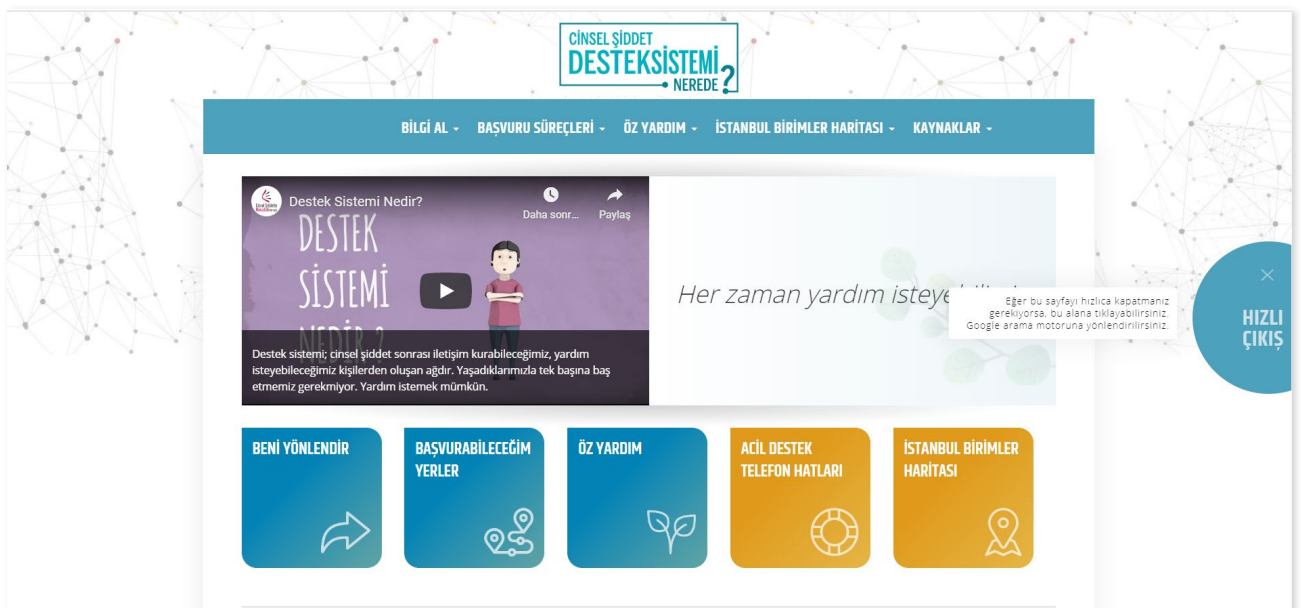 CİNSEL ŞİDDET
DESTEKSİSTEMİ
NEREDE ?
BİLGİ AL
BAŞVURU SÜREÇLERİ
ÖZ YARDIM
İSTANBUL BİRİMLER HARİTASI
KAYNAKLAR
Destek Sistemi Nedir?
Daha sonr...
Paylaş
DESTEK
SİSTEMİ
NEDİR ?
Destek sistemi; cinsel şiddet sonrası iletişim kurabileceğimiz, yardım
isteyebileceğimiz kişilerden oluşan ağdır. Yaşadıklarımızla tek başına baş
etmemiz gerekmiyor. Yardım istemek mümkün.
Her zaman yardım
Eğer bu sayfayı hızlıca kapatmanız
gerekiyorsa, bu alana tıklayabilirsiniz.
Google arama motoruna yönlendirilirsiniz.
HIZLI
ÇIKIŞ
BENİ YÖNLENDİR
BAŞVURABİLECEĞİM
YERLER
ÖZ YARDIM
ACİL DESTEK
TELEFON HATLARI
İSTANBUL BİRİMLER
HARİTASI